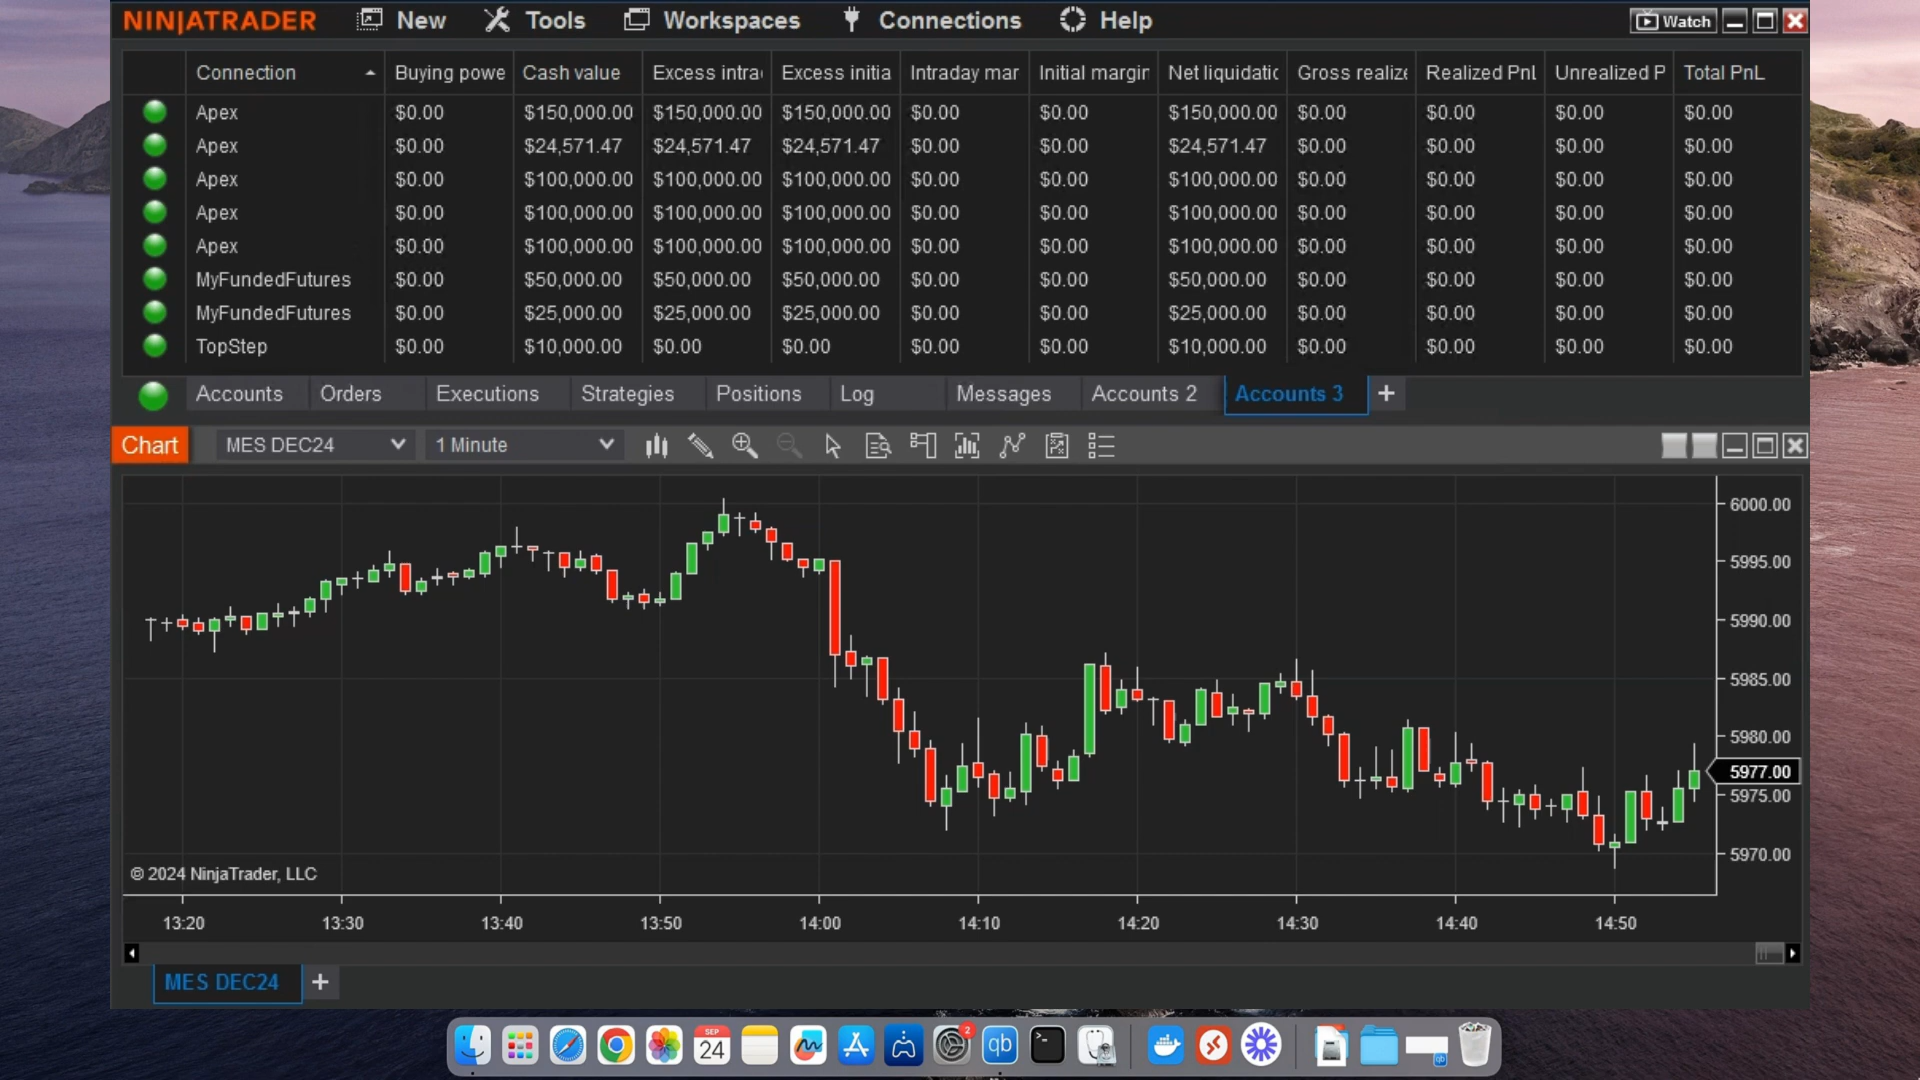 NINJATRADER New Tools Workspaces Connections Help Watch
Connection Buying powe Cash value Excess intra Excess initia Intraday mar Initial margin Net liquidatic Gross realize Realized PnL Unrealized P Total PnL
Apex $0.00 $150,000.00 $150,000.00 $150,000.00 $0.00 $0.00 $150,000.00 $0.00 $0.00 $0.00 $0.00
Apex $0.00 $24,571.47 $24,571.47 $24,571.47 $0.00 $0.00 $24,571.47 $0.00 $0.00 $0.00 $0.00
Apex $0.00 $100,000.00 $100,000.00 $100,000.00 $0.00 $0.00 $100,000.00 $0.00 $0.00 $0.00 $0.00
Apex $0.00 $100,000.00 $100,000.00 $100,000.00 $0.00 $0.00 $100,000.00 $0.00 $0.00 $0.00 $0.00
Apex $0.00 $100,000.00 $100,000.00 $100,000.00 $0.00 $0.00 $100,000.00 $0.00 $0.00 $0.00 $0.00
MyFundedFutures $0.00 $50,000.00 $50,000.00 $50,000.00 $0.00 $0.00 $50,000.00 $0.00 $0.00 $0.00 $0.00
MyFundedFutures $0.00 $25,000.00 $25,000.00 $25,000.00 $0.00 $0.00 $25,000.00 $0.00 $0.00 $0.00 $0.00
TopStep $0.00 $10,000.00 $0.00 $0.00 $0.00 $0.00 $10,000.00 $0.00 $0.00 $0.00 $0.00
Accounts Orders Executions Strategies Positions Log Messages Accounts 2 Accounts 3 +
Chart MES DEC24 1 Minute
6000.00
5995.00
5990.00
5985.00
5980.00
5977.00
5975.00
5970.00
© 2024 NinjaTrader, LLC
13:20 13:30 13:40 13:50 14:00 14:10 14:20 14:30 14:40 14:50
MES DEC24 +
SEP
24
2
qb
qb